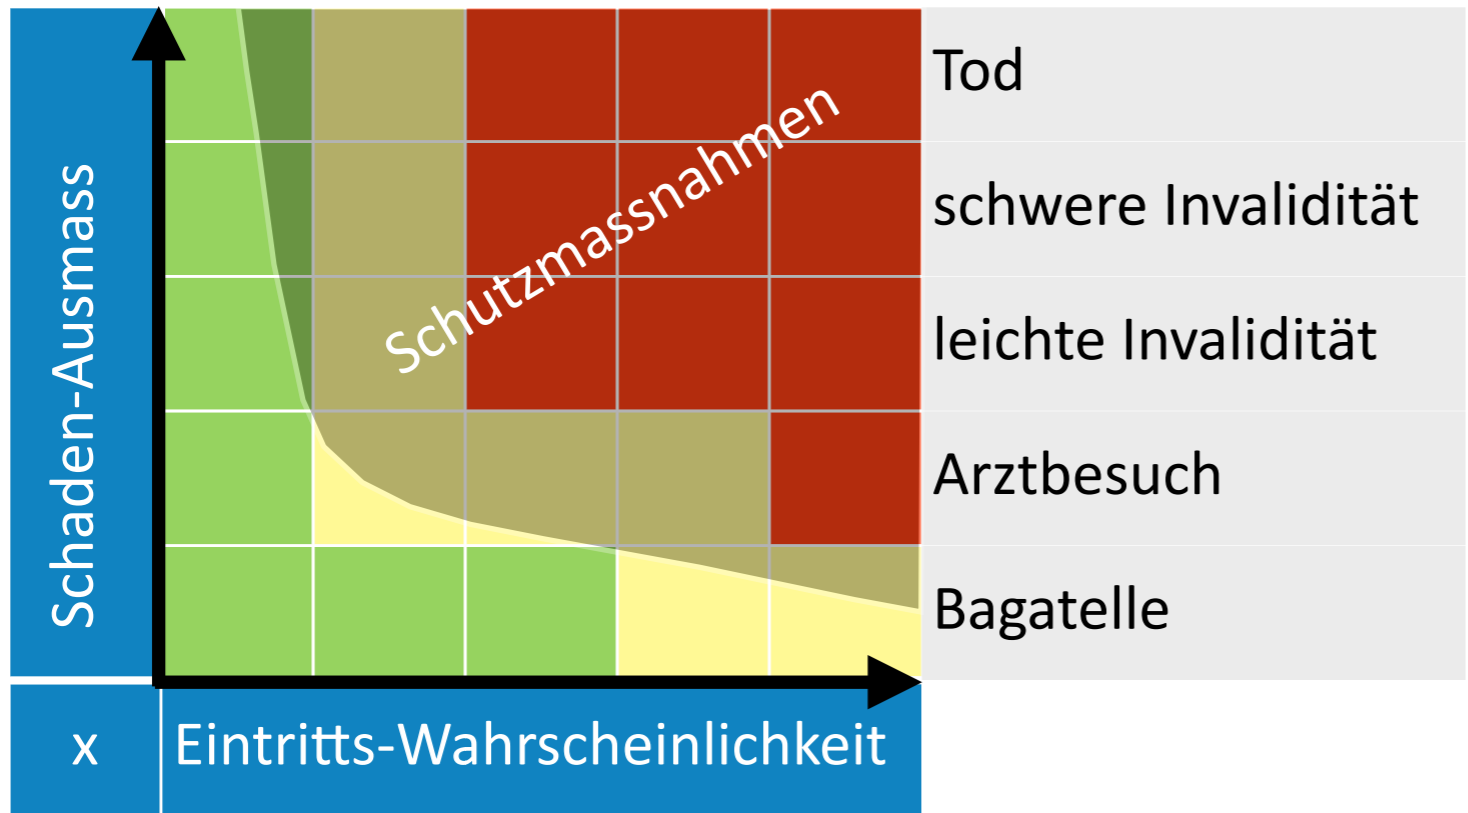 Schaden-Ausmass
Schutzmassnahmen
Tod
schwere Invalidität
leichte Invalidität
Arztbesuch
Bagatelle
x
Eintritts-Wahrscheinlichkeit